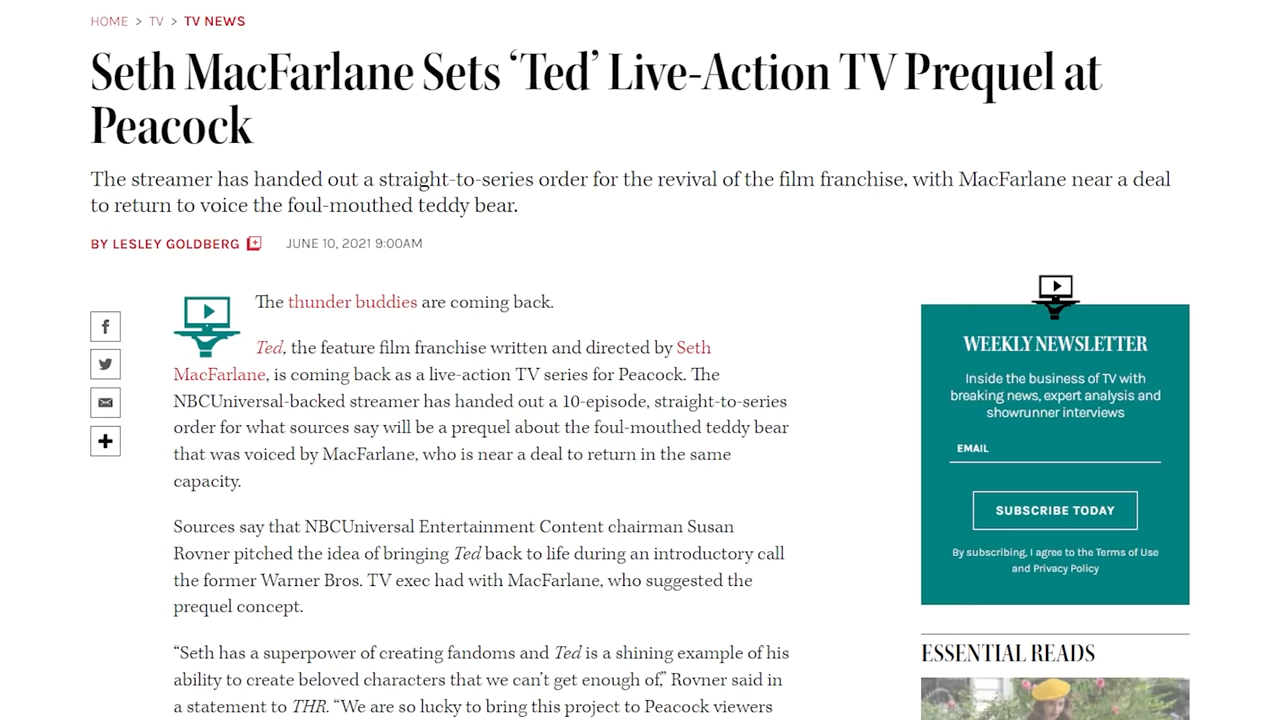 HOME > TV > TV NEWS
Seth MacFarlane Sets ‘Ted’ Live-Action TV Prequel at
Peacock
The streamer has handed out a straight-to-series order for the revival of the film franchise, with MacFarlane near a deal
to return to voice the foul-mouthed teddy bear.
BY LESLEY GOLDBERG JUNE 10, 2021 9:00AM
The thunder buddies are coming back.
Ted, the feature film franchise written and directed by Seth
MacFarlane, is coming back as a live-action TV series for Peacock. The
NBCUniversal-backed streamer has handed out a 10-episode, straight-to-series
order for what sources say will be a prequel about the foul-mouthed teddy bear
that was voiced by MacFarlane, who is near a deal to return in the same
capacity.
Sources say that NBCUniversal Entertainment Content chairman Susan
Rovner pitched the idea of bringing Ted back to life during an introductory call
the former Warner Bros. TV exec had with MacFarlane, who suggested the
prequel concept.
“Seth has a superpower of creating fandoms and Ted is a shining example of his
ability to create beloved characters that we can’t get enough of,” Rovner said in
a statement to THR. “We are so lucky to bring this project to Peacock viewers
WEEKLY NEWSLETTER
Inside the business of TV with
breaking news, expert analysis and
showrunner interviews
EMAIL
SUBSCRIBE TODAY
By subscribing, I agree to the Terms of Use
and Privacy Policy
ESSENTIAL READS